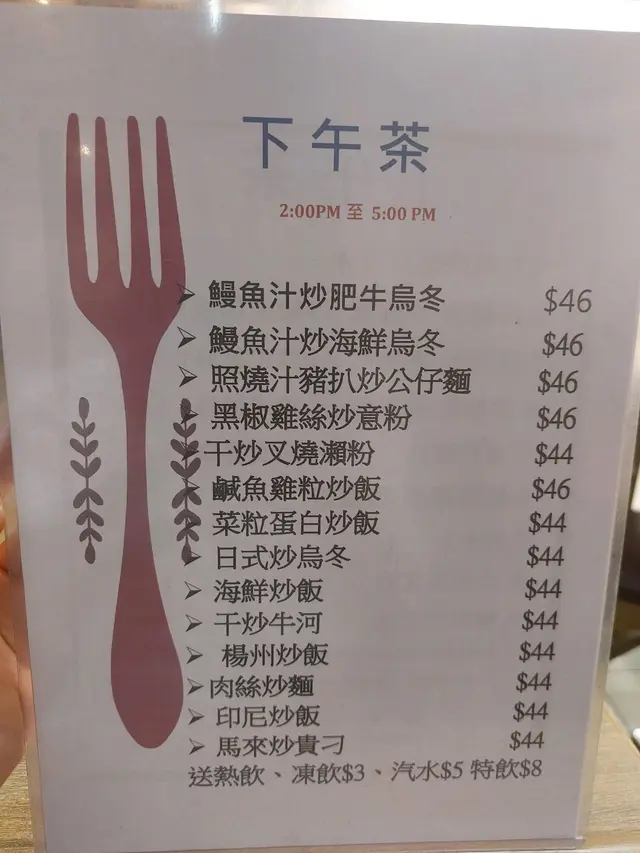 下午茶
2:00PM 至 5:00 PM
➢ 鰻魚汁炒肥牛烏冬 $46
➢ 鰻魚汁炒海鮮烏冬 $46
➢ 照燒汁豬扒炒公仔麵 $46
➢ 黑椒雞絲炒意粉 $46
➢ 干炒叉燒瀨粉 $44
➢ 鹹魚雞粒炒飯 $46
➢ 菜粒蛋白炒飯 $44
➢ 日式炒烏冬 $44
➢ 海鮮炒飯 $44
➢ 干炒牛河 $44
➢ 楊州炒飯 $44
➢ 肉絲炒麵 $44
➢ 印尼炒飯 $44
➢ 馬來炒貴刁 $44
送熱飲、凍飲$3、汽水$5 特飲$8